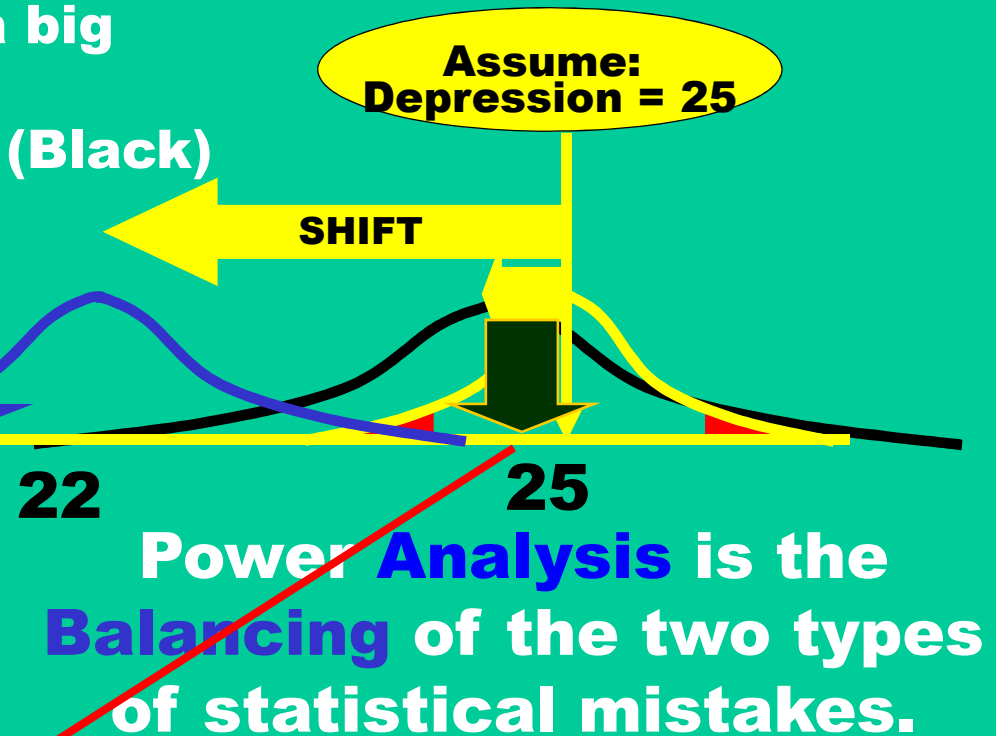 big
Assume:
Depression = 25
(Black)
SHIFT
22
25
Power Analysis is the
Balancing of the two types
of statistical mistakes.